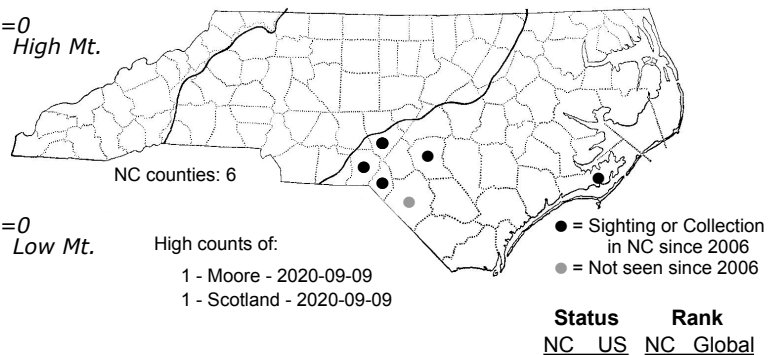 =0
High Mt.
NC counties: 6
=0
Low Mt.
High counts of:
1 - Moore - 2020-09-09
1 - Scotland - 2020-09-09
= Sighting or Collection
in NC since 2006
= Not seen since 2006
Status Rank
NC US NC Global